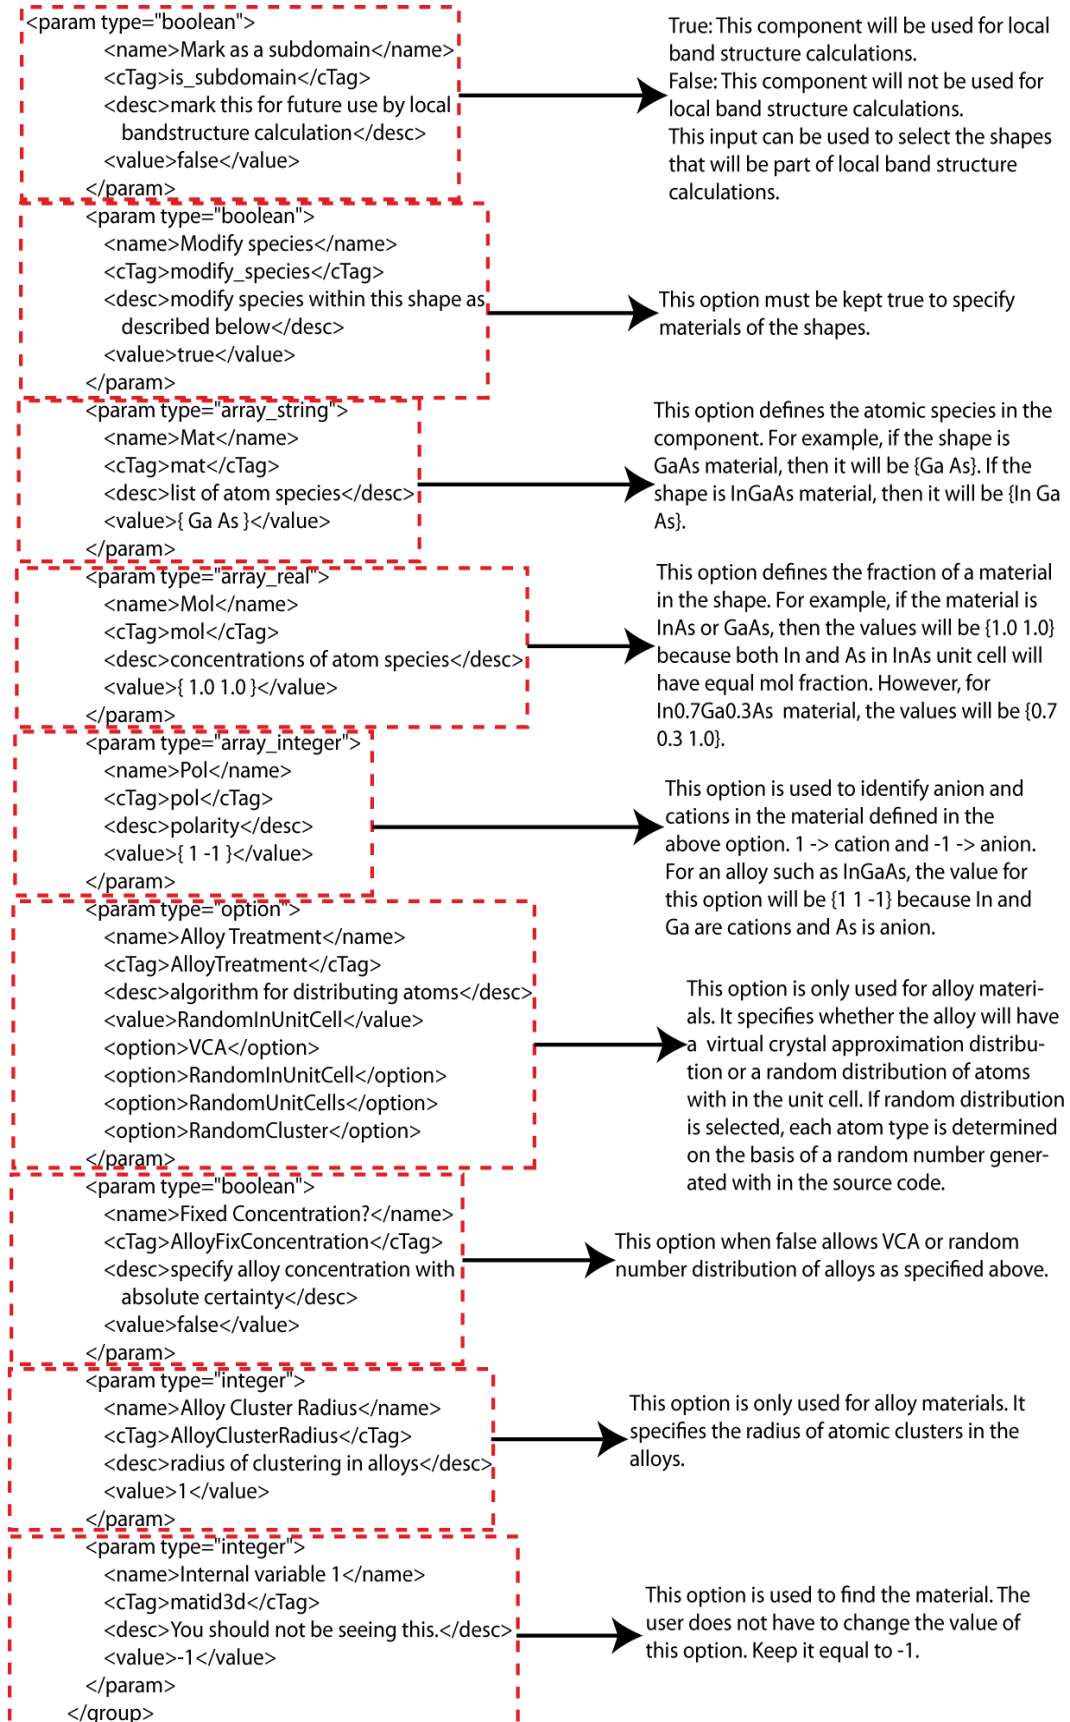 <param type="boolean">
<name>Mark as a subdomain</name>
<cTag>is_subdomain</cTag>
<desc>mark this for future use by local
bandstructure calculation</desc>
<value>false</value>
</param>
True: This component will be used for local
band structure calculations.
False: This component will not be used for
local band structure calculations.
This input can be used to select the shapes
that will be part of local band structure
calculations.
<param type="boolean">
<name>Modify species</name>
<cTag>modify_species</cTag>
<desc>modify species within this shape as
described below</desc>
<value>true</value>
</param>
This option must be kept true to specify
materials of the shapes.
<param type="array_string">
<name>Mat</name>
<cTag>mat</cTag>
<desc>list of atom species</desc>
<value>{ Ga As }</value>
</param>
This option defines the atomic species in the
component. For example, if the shape is
GaAs material, then it will be {Ga As}. If the
shape is InGaAs material, then it will be {In Ga
As}.
<param type="array_real">
<name>Mol</name>
<cTag>mol</cTag>
<desc>concentrations of atom species</desc>
<value>{ 1.0 1.0 }</value>
</param>
This option defines the fraction of a material
in the shape. For example, if the material is
InAs or GaAs, then the values will be {1.0 1.0}
because both In and As in InAs unit cell will
have equal mol fraction. However, for
In0.7Ga0.3As material, the values will be {0.7
0.3 1.0}.
<param type="array_integer">
<name>Pol</name>
<cTag>pol</cTag>
<desc>polarity</desc>
<value>{ 1 -1 }</value>
</param>
This option is used to identify anion and
cations in the material defined in the
above option. 1 -> cation and -1 -> anion.
For an alloy such as InGaAs, the value for
this option will be {1 1 -1} because In and
Ga are cations and As is anion.
<param type="option">
<name>Alloy Treatment</name>
<cTag>AlloyTreatment</cTag>
<desc>algorithm for distributing atoms</desc>
<value>RandomInUnitCell</value>
<option>VCA</option>
<option>RandomInUnitCell</option>
<option>RandomUnitCells</option>
<option>RandomCluster</option>
</param>
This option is only used for alloy materi-
als. It specifies whether the alloy will have
a virtual crystal approximation distribu-
tion or a random distribution of atoms
with in the unit cell. If random distribution
is selected, each atom type is determined
on the basis of a random number gener-
ated with in the source code.
<param type="boolean">
<name>Fixed Concentration?</name>
<cTag>AlloyFixConcentration</cTag>
<desc>specify alloy concentration with
absolute certainty</desc>
<value>false</value>
</param>
This option when false allows VCA or random
number distribution of alloys as specified above.
<param type="integer">
<name>Alloy Cluster Radius</name>
<cTag>AlloyClusterRadius</cTag>
<desc>radius of clustering in alloys</desc>
<value>1</value>
</param>
This option is only used for alloy materials. It
specifies the radius of atomic clusters in the
alloys.
<param type="integer">
<name>Internal variable 1</name>
<cTag>matid3d</cTag>
<desc>You should not be seeing this.</desc>
<value>-1</value>
</param>
</group>
This option is used to find the material. The
user does not have to change the value of
this option. Keep it equal to -1.